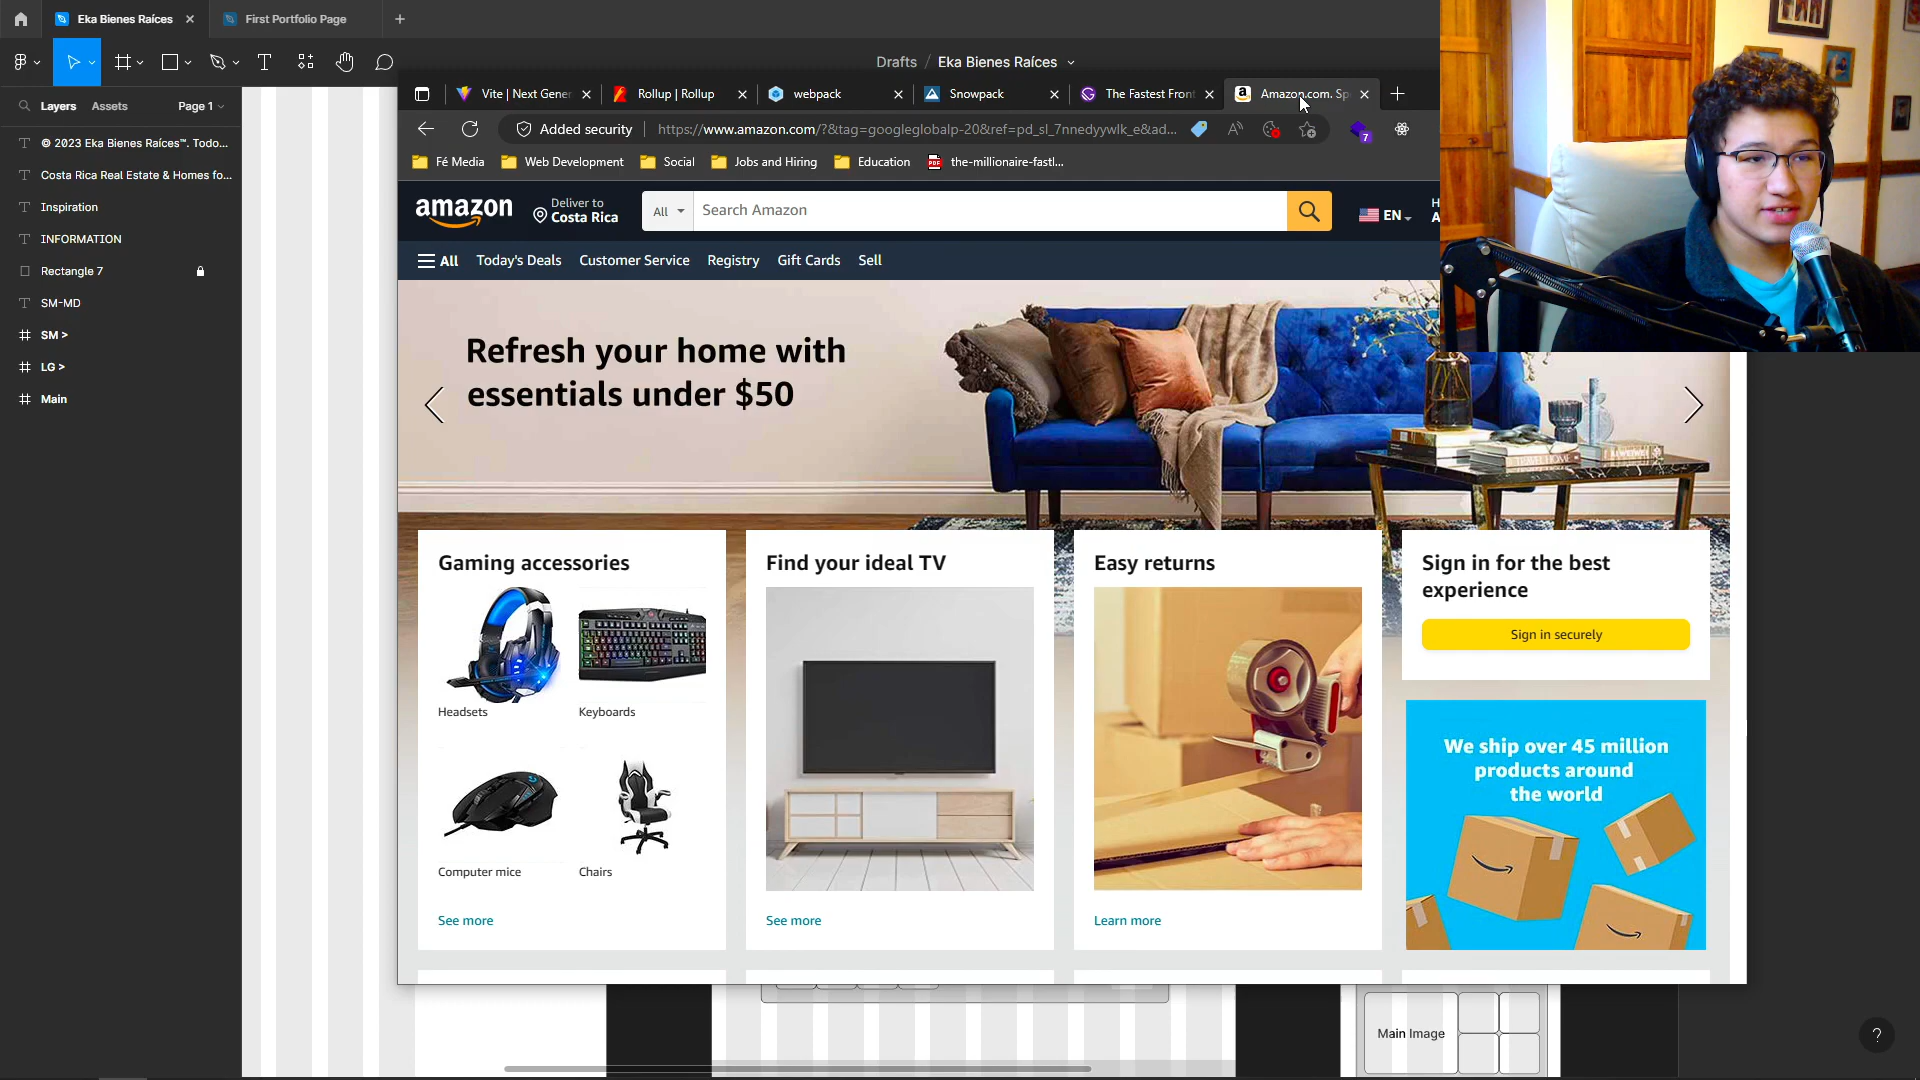 Eka Bienes Raíces
First Portfolio Page
Drafts / Eka Bienes Raíces
Layers
Assets
Page 1
© 2023 Eka Bienes Raíces™. Todo...
Costa Rica Real Estate & Homes fo...
Inspiration
INFORMATION
Rectangle 7
SM-MD
SM >
LG >
Main
Vite | Next Gener
Rollup | Rollup
webpack
Snowpack
The Fastest Front
Amazon.com. Sp
Added security
https://www.amazon.com/?&tag=googleglobalp-20&ref=pd_sl_7nnedyywlk_e&ad...
7
Fé Media
Web Development
Social
Jobs and Hiring
Education
PDF
the-millionaire-fastl...
amazon
Deliver to
Costa Rica
All
Search Amazon
EN
All
Today's Deals
Customer Service
Registry
Gift Cards
Sell
Refresh your home with
essentials under $50
Gaming accessories
Headsets
Keyboards
Computer mice
Chairs
See more
Find your ideal TV
See more
Easy returns
Learn more
Sign in for the best
experience
Sign in securely
We ship over 45 million
products around
the world
Main Image
?